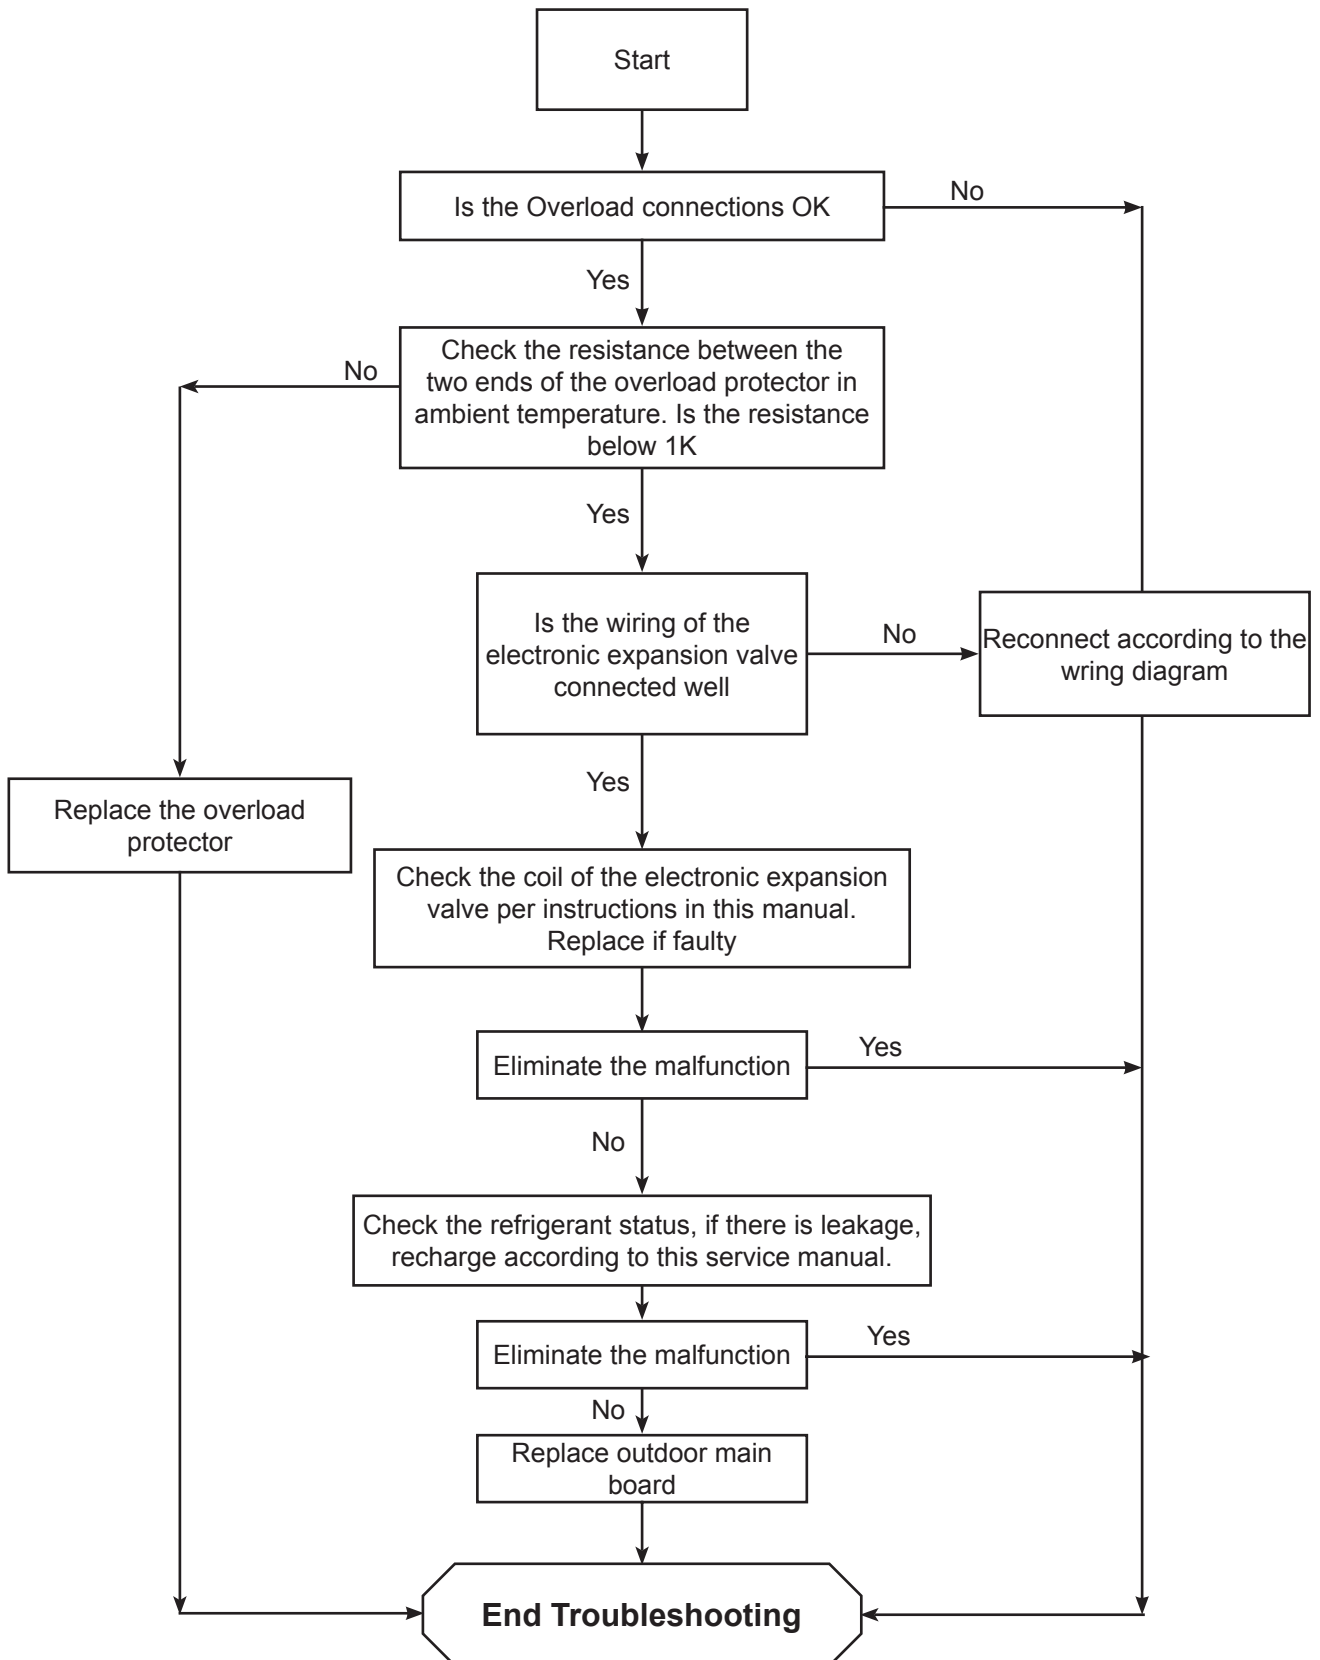 Start
Is the Overload connections OK
No
Yes
Check the resistance between the
two ends of the overload protector in
ambient temperature. Is the resistance
below 1K
No
Yes
Is the wiring of the
electronic expansion valve
connected well
No
Reconnect according to the
wring diagram
Yes
Replace the overload
protector
Check the coil of the electronic expansion
valve per instructions in this manual.
Replace if faulty
Eliminate the malfunction
Yes
No
Check the refrigerant status, if there is leakage,
recharge according to this service manual.
Eliminate the malfunction
Yes
No
Replace outdoor main
board
End Troubleshooting